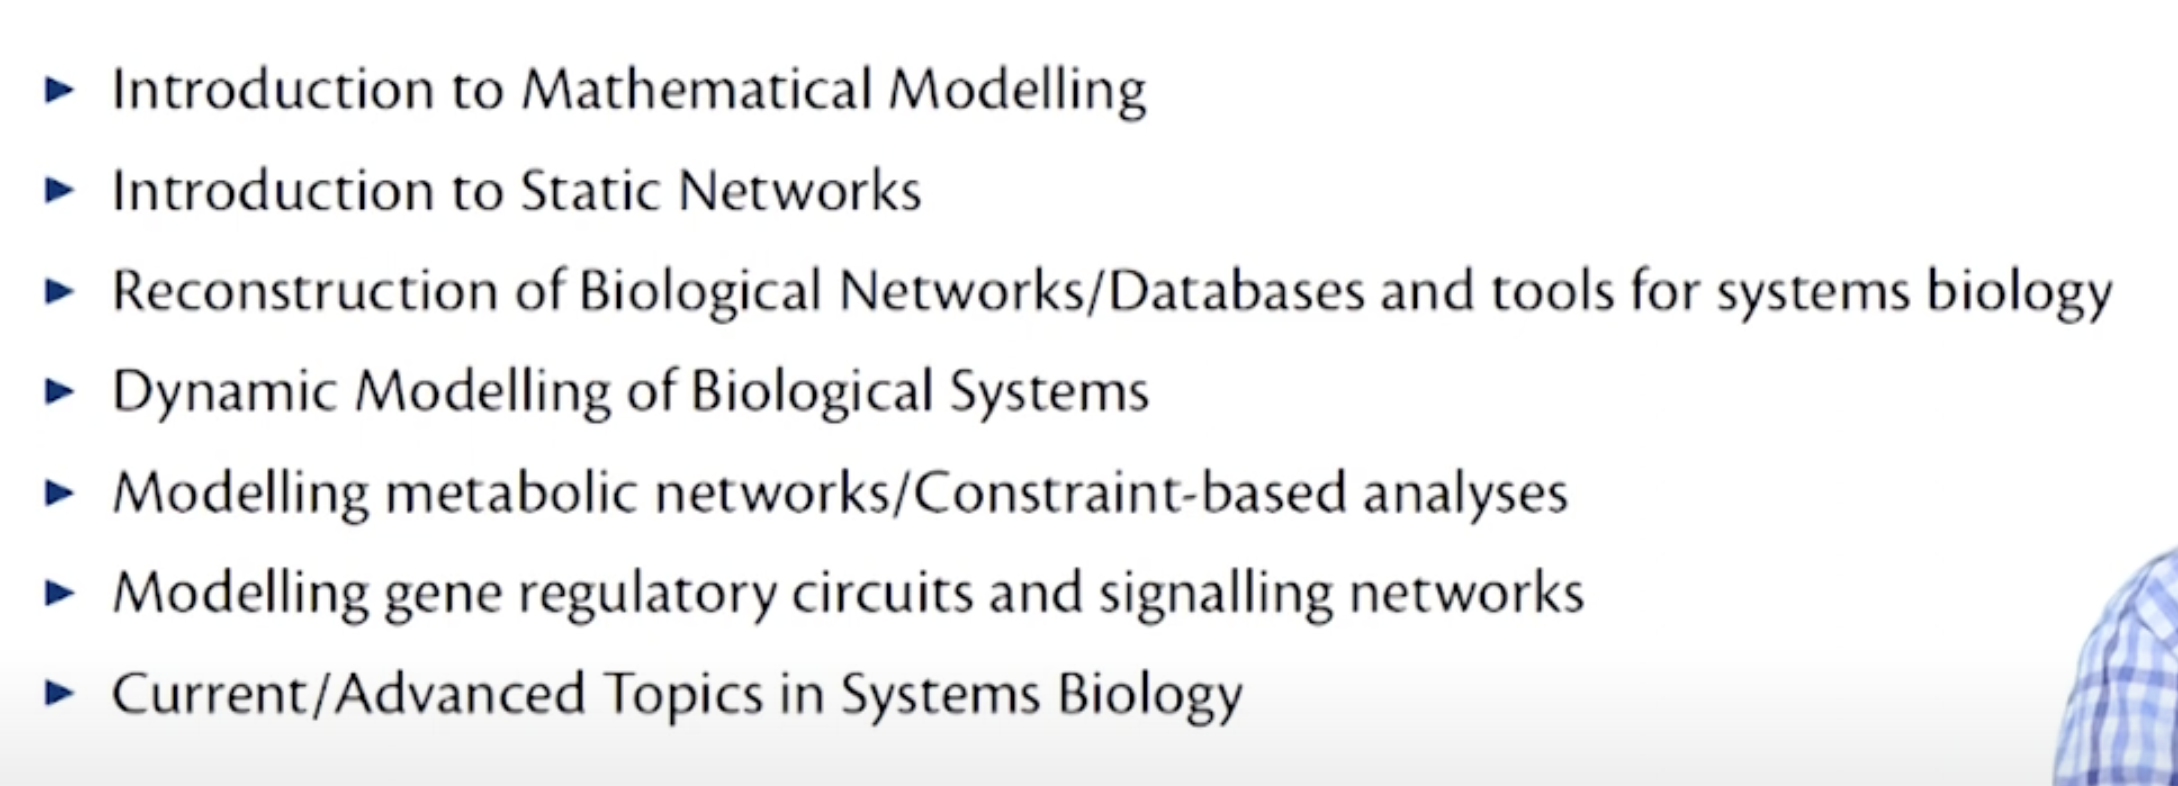 Introduction to Mathematical Modelling
Introduction to Static Networks
Reconstruction of Biological Networks/Databases and tools for systems biology
Dynamic Modelling of Biological Systems
Modelling metabolic networks/Constraint-based analyses
Modelling gene regulatory circuits and signalling networks
Current/Advanced Topics in Systems Biology